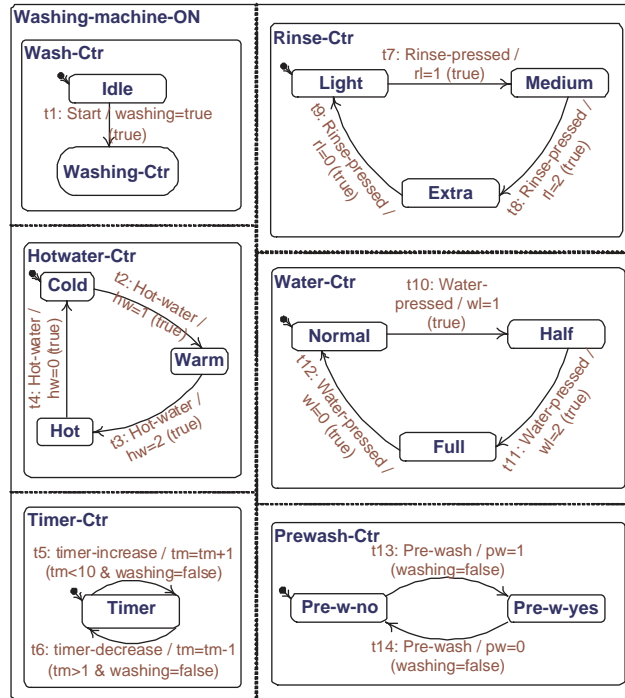 Washing-machine-ON
Wash-Ctr
Idle
t1: Start / washing=true
(true)
Washing-Ctr
Rinse-Ctr
Light
t7: Rinse-pressed /
rl=1 (true)
Medium
t9: Rinse-pressed /
rl=0 (true)
Extra
t8: Rinse-pressed /
rl=2 (true)
Hotwater-Ctr
Cold
t2: Hot-water /
hw=1 (true)
Warm
t4: Hot-water /
hw=0 (true)
Hot
t3: Hot-water /
hw=2 (true)
Water-Ctr
t10: Water-
pressed / wl=1
(true)
Normal
Half
t12: Water-pressed /
wl=0 (true)
Full
t11: Water-pressed /
wl=2 (true)
Timer-Ctr
t5: timer-increase / tm=tm+1
(tm<10 & washing=false)
Timer
t6: timer-decrease / tm=tm-1
(tm>1 & washing=false)
Prewash-Ctr
t13: Pre-wash / pw=1
(washing=false)
Pre-w-no
Pre-w-yes
t14: Pre-wash / pw=0
(washing=false)